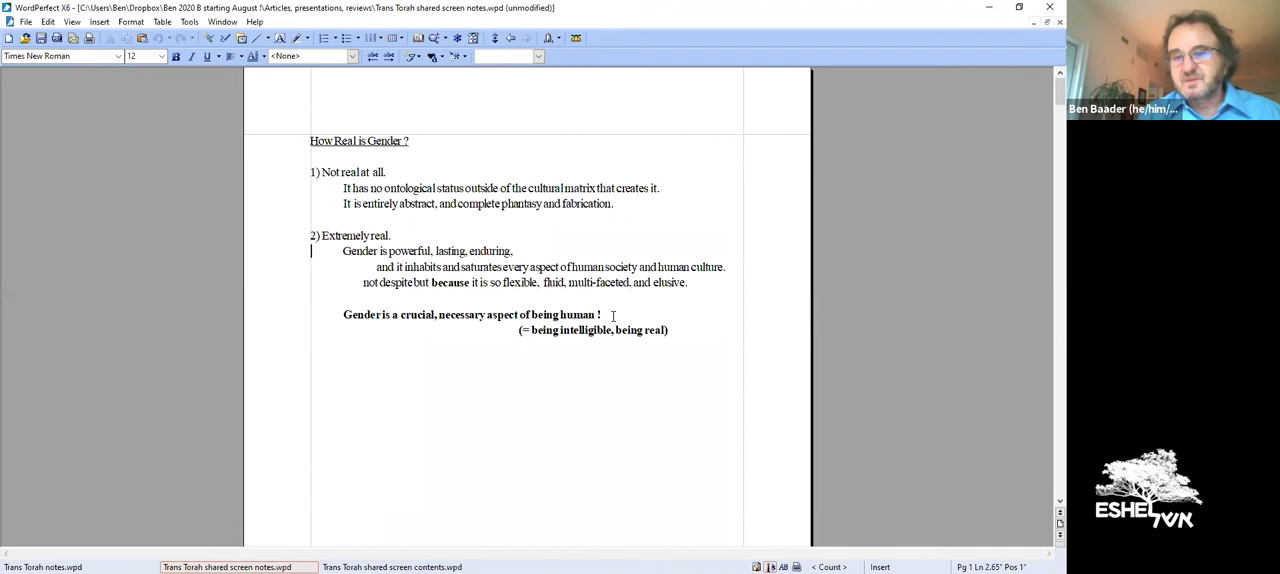 WordPerfect X6 - [C:\Users\Ben\Dropbox\Ben 2020 B starting August !\Articles, presentations, reviews\Trans Torah shared screen notes.wpd (unmodified)]
File Edit View Insert Format Table Tools Window Help
Times New Roman 12 <None>
How Real is Gender ?
1) Not real at all.
It has no ontological status outside of the cultural matrix that creates it.
It is entirely abstract, and complete phantasy and fabrication.
2) Extremely real.
Gender is powerful, lasting, enduring,
and it inhabits and saturates every aspect of human society and human culture.
not despite but because it is so flexible, fluid, multi-faceted, and elusive.
Gender is a crucial, necessary aspect of being human !
(= being intelligible, being real)
Trans Torah notes.wpd Trans Torah shared screen notes.wpd Trans Torah shared screen contents.wpd
AB < Count > Insert Pg 1 Ln 2.65" Pos 1"
Ben Baader (he/him/...
ESHEL אשל